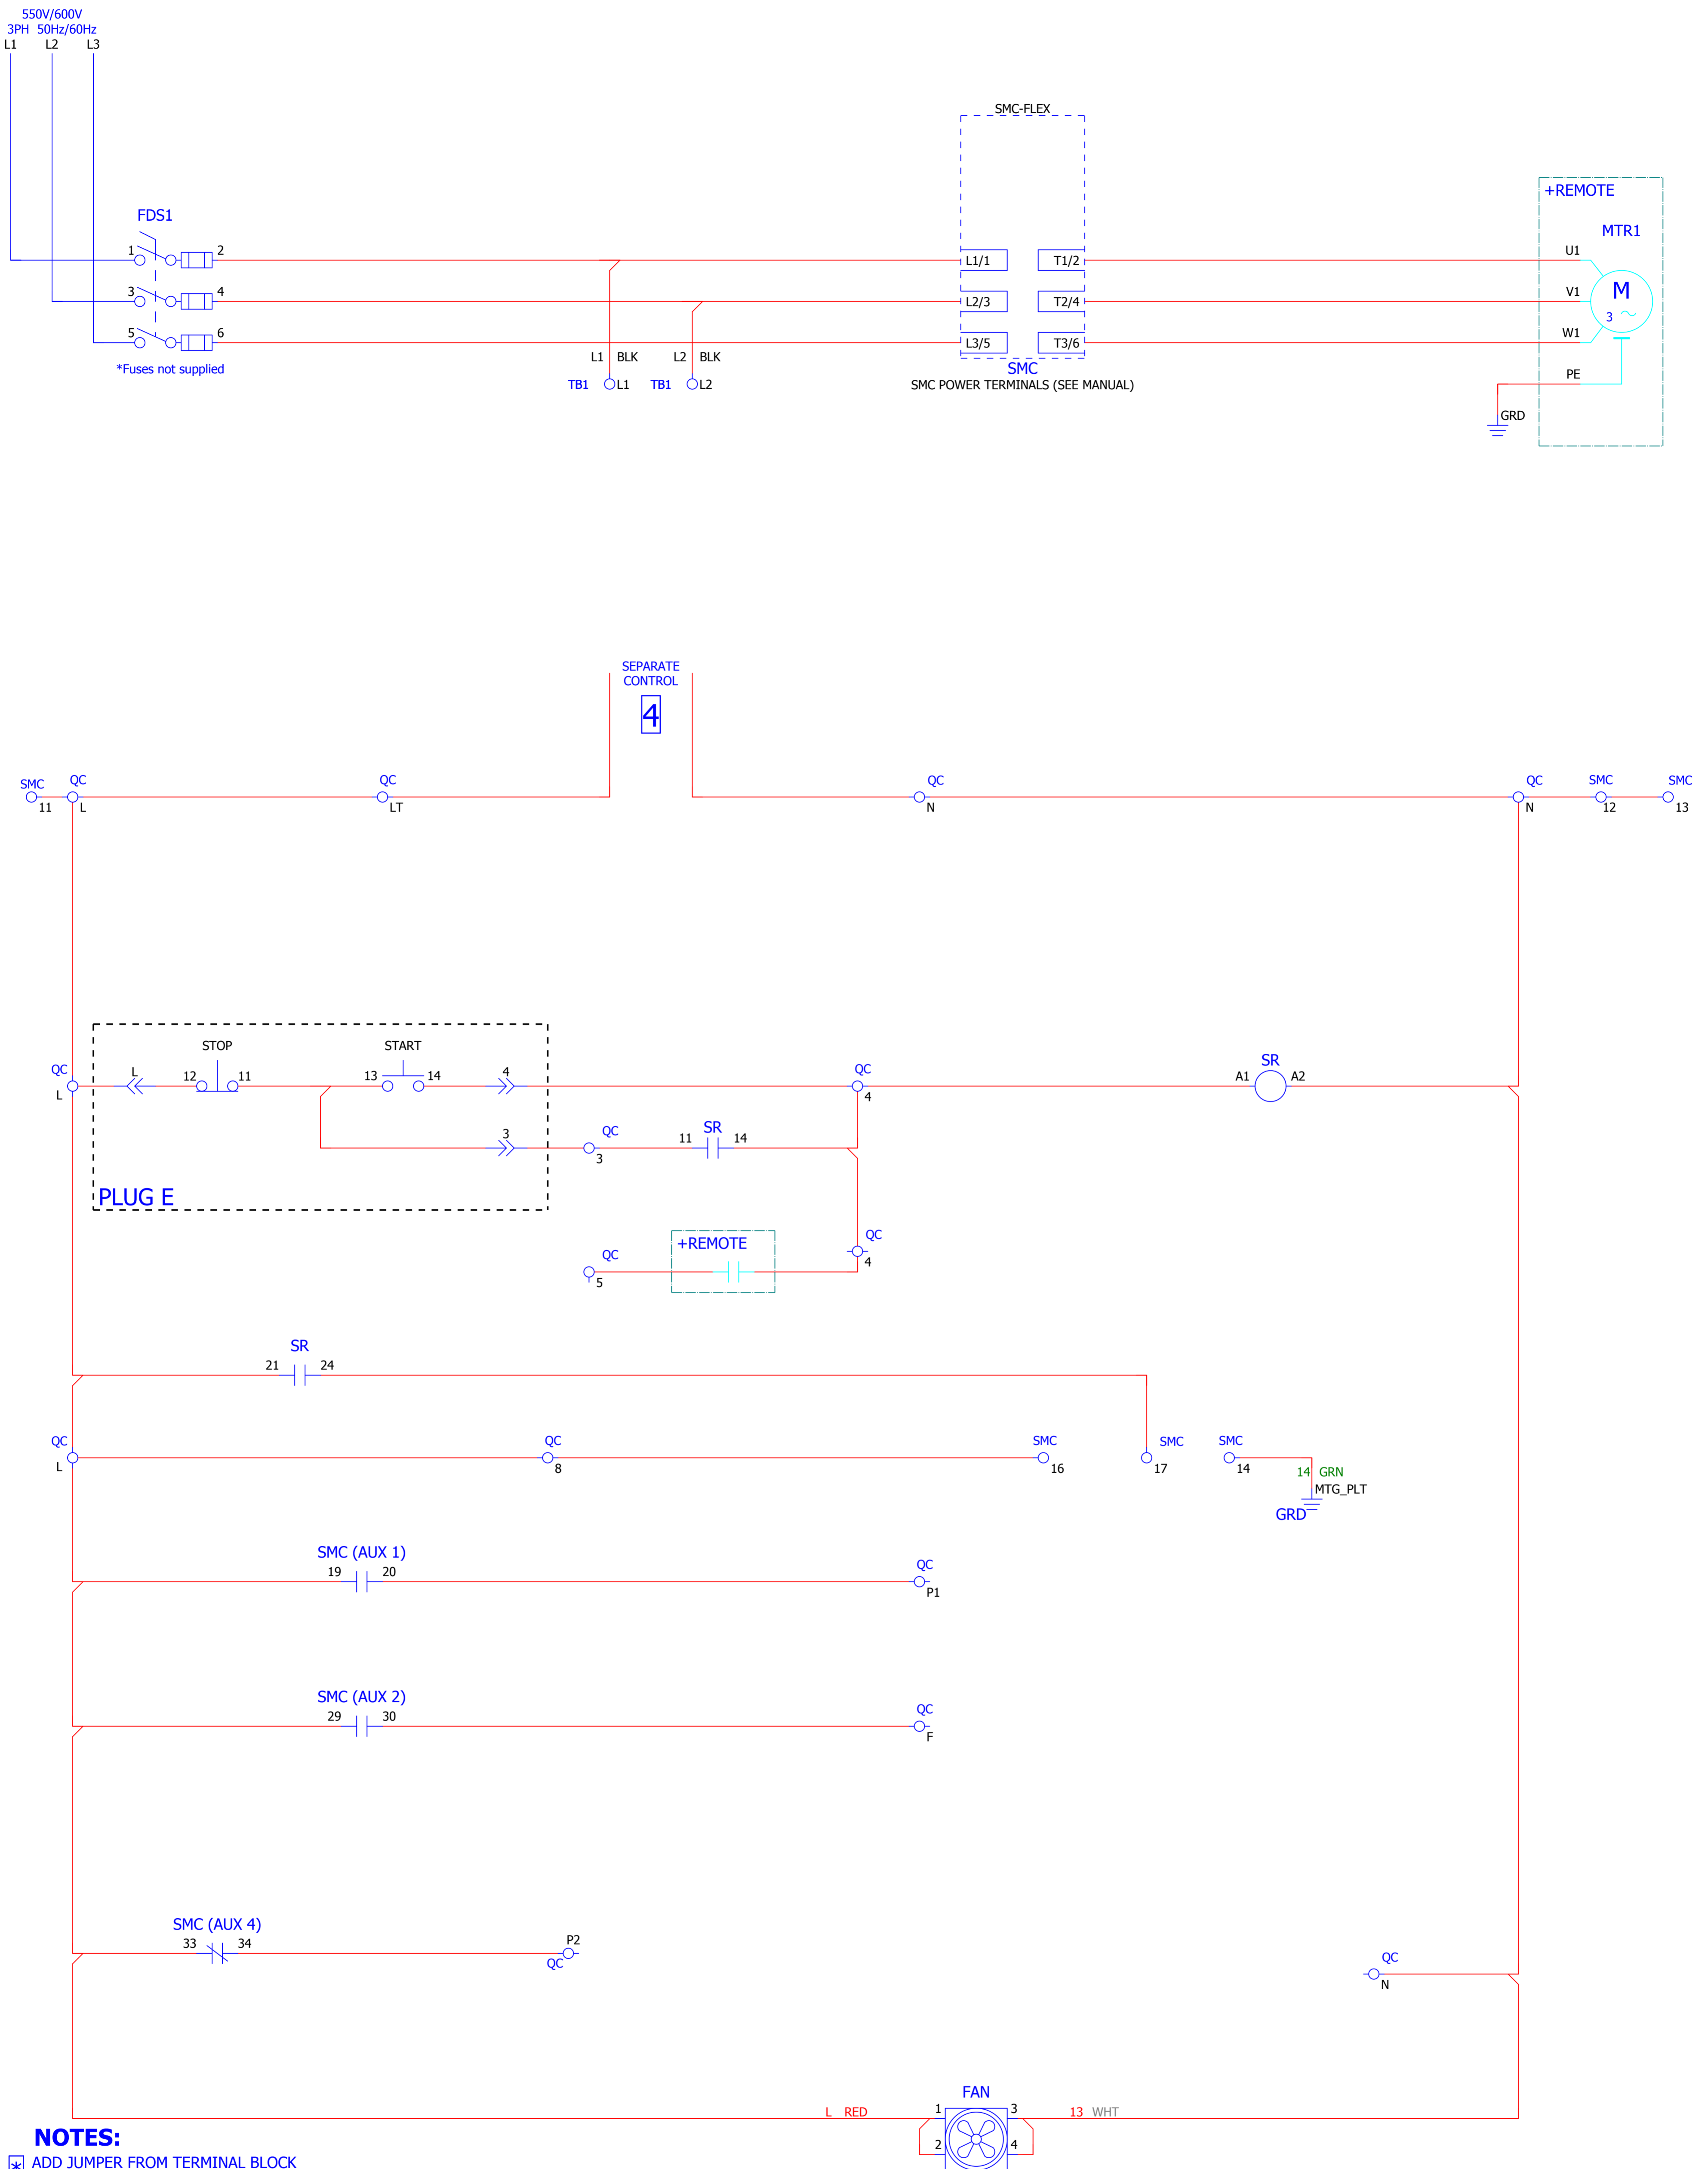 550V/600V
3PH 50Hz/60Hz
L1 L2 L3
SMC-FLEX
+REMOTE
FDS1
MTR1
1 2
L1/1 T1/2
U1
3 4
L2/3 T2/4
V1
M
3
5 6
L3/5 T3/6
W1
*Fuses not supplied
L1 BLK L2 BLK
SMC
TB1 L1 TB1 L2
SMC POWER TERMINALS (SEE MANUAL)
PE
GRD
SEPARATE
CONTROL
4
SMC QC QC QC QC SMC SMC
11 L LT N N 12 13
STOP START
QC L 12 11 13 14 4 QC SR
A1 A2
L 4
3 QC 11 SR 14
3
PLUG E
+REMOTE
QC
QC
4
5
SR
21 24
QC QC SMC SMC SMC
L 8 16 17 14
14 GRN
MTG_PLT
GRD
SMC (AUX 1)
19 20
QC
P1
SMC (AUX 2)
29 30
QC
F
SMC (AUX 4)
33 34
P2
QC
QC
N
FAN
L RED 1 3 13 WHT
2 4
NOTES:
* ADD JUMPER FROM TERMINAL BLOCK